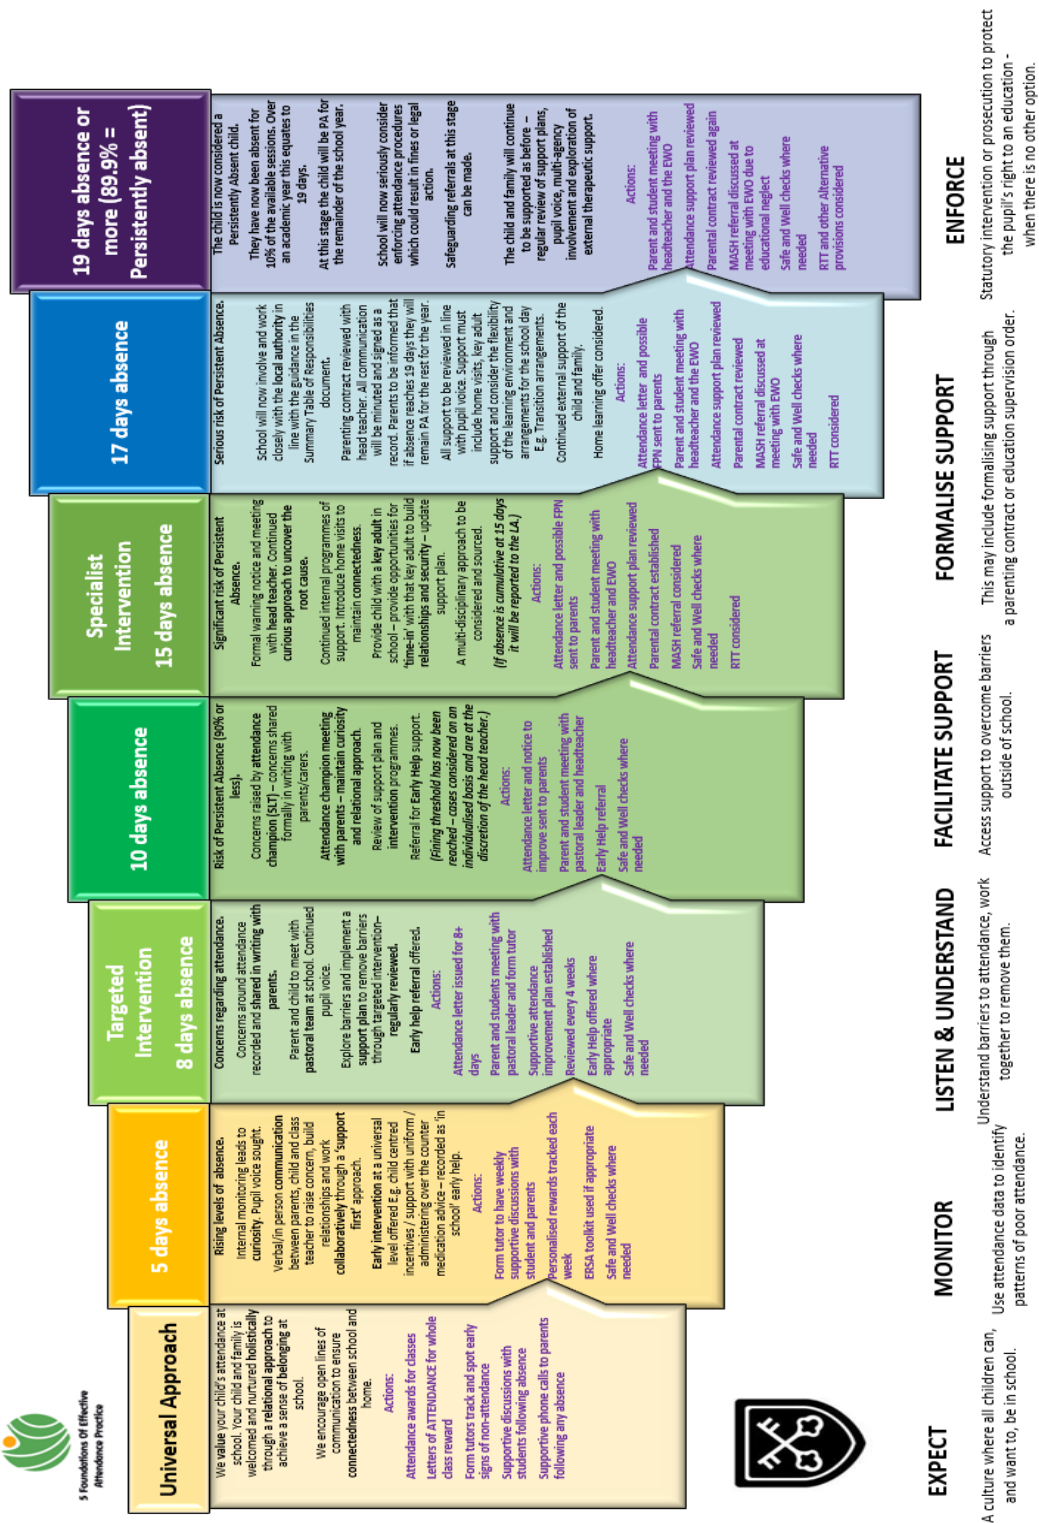 5 Foundations Of Effective
Attendance Practice
Universal Approach
We value your child's attendance at
school. Your child and family is
welcomed and nurtured holistically
through a relational approach to
achieve a sense of belonging at
school.
We encourage open lines of
communication to ensure
connectedness between school and
home.
Actions:
Attendance awards for classes
Letters of ATTENDANCE for whole
class reward
Form tutors track and spot early
signs of non-attendance
Supportive discussions with
students following absence
Supportive phone calls to parents
following any absence
5 days absence
Rising levels of absence.
Internal monitoring leads to
curiosity. Pupil voice sought.
Verbal/in person communication
between parents, child and class
teacher to raise concern, build
relationships and work
collaboratively through a 'support
first' approach.
Early intervention at a universal
level offered E.g. child centred
incentives / support with uniform /
administering over the counter
medication advice – recorded as 'in
school' early help.
Actions:
Form tutor to have weekly
supportive discussions with
student and parents
Personalised rewards tracked each
week
ERSA toolkit used if appropriate
Safe and Well checks where
needed
Targeted
Intervention
8 days absence
Concerns regarding attendance.
Concerns around attendance
recorded and shared in writing with
parents.
Parent and child to meet with
pastoral team at school. Continued
pupil voice.
Explore barriers and implement a
support plan to remove barriers
through targeted intervention–
regularly reviewed.
Early help referral offered.
Actions:
Attendance letter issued for 8+
days
Parent and students meeting with
pastoral leader and form tutor
Supportive attendance
improvement plan established
Reviewed every 4 weeks
Early Help offered where
appropriate
Safe and Well checks where
needed
10 days absence
Risk of Persistent Absence (90% or
less).
Concerns raised by attendance
champion (SLT) – concerns shared
formally in writing with
parents/carers.
Attendance champion meeting
with parents – maintain curiosity
and relational approach.
Review of support plan and
intervention programmes.
Referral for Early Help support.
(Fining threshold has now been
reached – cases considered on an
individualised basis and are at the
discretion of the head teacher.)
Actions:
Attendance letter and notice to
improve sent to parents
Parent and student meeting with
pastoral leader and headteacher
Early Help referral
Safe and Well checks where
needed
Specialist
Intervention
15 days absence
Significant risk of Persistent
Absence.
Formal warning notice and meeting
with head teacher. Continued
curious approach to uncover the
root cause.
Continued internal programmes of
support. Introduce home visits to
maintain connectedness.
Provide child with a key adult in
school – provide opportunities for
'time-in' with that key adult to build
relationships and security – update
support plan.
A multi-disciplinary approach to be
considered and sourced.
(If absence is cumulative at 15 days
it will be reported to the LA.)
Actions:
Attendance letter and possible FPN
sent to parents
Parent and student meeting with
headteacher and EWO
Attendance support plan reviewed
Parental contract established
MASH referral considered
Safe and Well checks where
needed
RTT considered
17 days absence
Serious risk of Persistent Absence.
School will now involve and work
closely with the local authority in
line with the guidance in the
Summary Table of Responsibilities
document.
Parenting contract reviewed with
head teacher. All communication
will be minuted and signed as a
record. Parents to be informed that
if absence reaches 19 days they will
remain PA for the rest for the year.
All support to be reviewed in line
with pupil voice. Support must
include home visits, key adult
support and consider the flexibility
of the learning environment and
arrangements for the school day
E.g. Transition arrangements.
Continued external support of the
child and family.
Home learning offer considered.
Actions:
Attendance letter and possible
FPN sent to parents
Parent and student meeting with
headteacher and the EWO
Attendance support plan reviewed
Parental contract reviewed
MASH referral discussed at
meeting with EWO
Safe and Well checks where
needed
RTT considered
19 days absence or
more (89.9% =
Persistently absent)
The child is now considered a
Persistently Absent child.
They have now been absent for
10% of the available sessions. Over
an academic year this equates to
19 days.
At this stage the child will be PA for
the remainder of the school year.
School will now seriously consider
enforcing attendance procedures
which could result in fines or legal
action.
Safeguarding referrals at this stage
can be made.
The child and family will continue
to be supported as before –
regular review of support plans,
pupil voice, multi-agency
involvement and exploration of
external therapeutic support.
Actions:
Parent and student meeting with
headteacher and the EWO
Attendance support plan reviewed
Parental contract reviewed again
MASH referral discussed at
meeting with EWO due to
educational neglect
Safe and Well checks where
needed
RTT and other Alternative
provisions considered
EXPECT
A culture where all children can,
and want to, be in school.
MONITOR
Use attendance data to identify
patterns of poor attendance.
LISTEN & UNDERSTAND
Understand barriers to attendance, work
together to remove them.
FACILITATE SUPPORT
Access support to overcome barriers
outside of school.
FORMALISE SUPPORT
This may include formalising support through
a parenting contract or education supervision order.
ENFORCE
Statutory intervention or prosecution to protect
the pupil's right to an education -
when there is no other option.